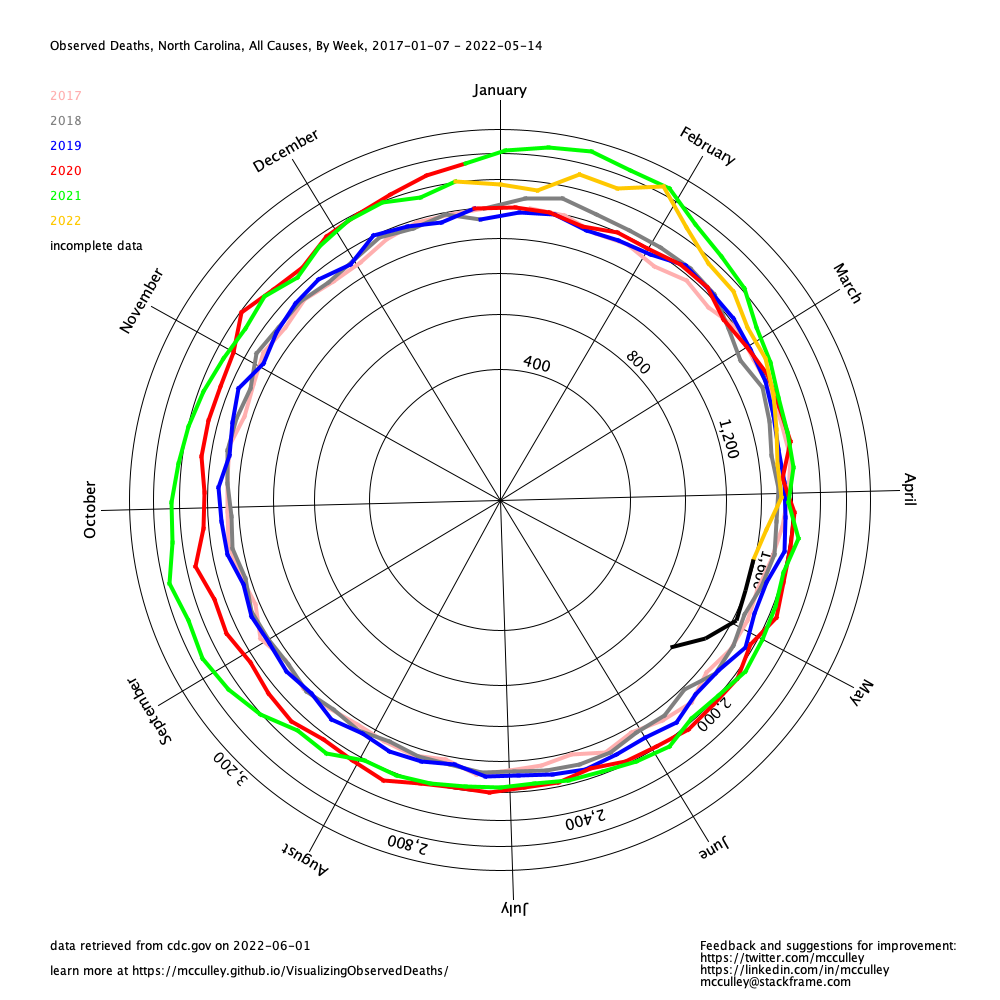 Observed Deaths, North Carolina, All Causes, By Week, 2017-01-07 - 2022-05-14
2017
2018
2019
2020
2021
2022
incomplete data
January
February
March
April
May
June
July
August
September
October
November
December
400
800
1,200
1,600
2,000
2,400
2,800
3,200
data retrieved from cdc.gov on 2022-06-01
learn more at https://mcculley.github.io/VisualizingObservedDeaths/
Feedback and suggestions for improvement:
https://twitter.com/mcculley
https://linkedin.com/in/mcculley
mcculley@stackframe.com